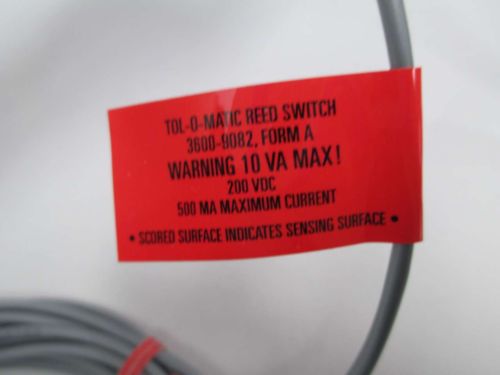 TOL-O-MATIC REED SWITCH
3600-9082, FORM A
WARNING 10 VA MAX!
200 VDC
500 MA MAXIMUM CURRENT
• SCORED SURFACE INDICATES SENSING SURFACE •